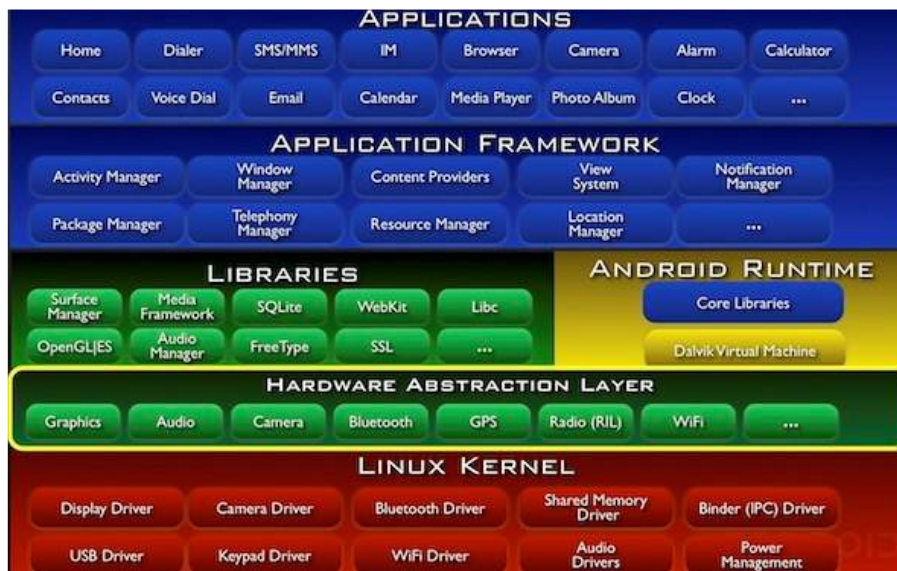 APPLICATIONS
Home Dialer SMS/MMS IM Browser Camera Alarm Calculator
Contacts Voice Dial Email Calendar Media Player Photo Album Clock ...
APPLICATION FRAMEWORK
Activity Manager Window Manager Content Providers View System Notification Manager
Package Manager Telephony Manager Resource Manager Location Manager ...
LIBRARIES
Surface Manager Media Framework SQLite WebKit Libc
OpenGL|ES Audio Manager FreeType SSL ...
ANDROID RUNTIME
Core Libraries
Dalvik Virtual Machine
HARDWARE ABSTRACTION LAYER
Graphics Audio Camera Bluetooth GPS Radio (RIL) WiFi ...
LINUX KERNEL
Display Driver Camera Driver Bluetooth Driver Shared Memory Driver Binder (IPC) Driver
USB Driver Keypad Driver WiFi Driver Audio Drivers Power Management